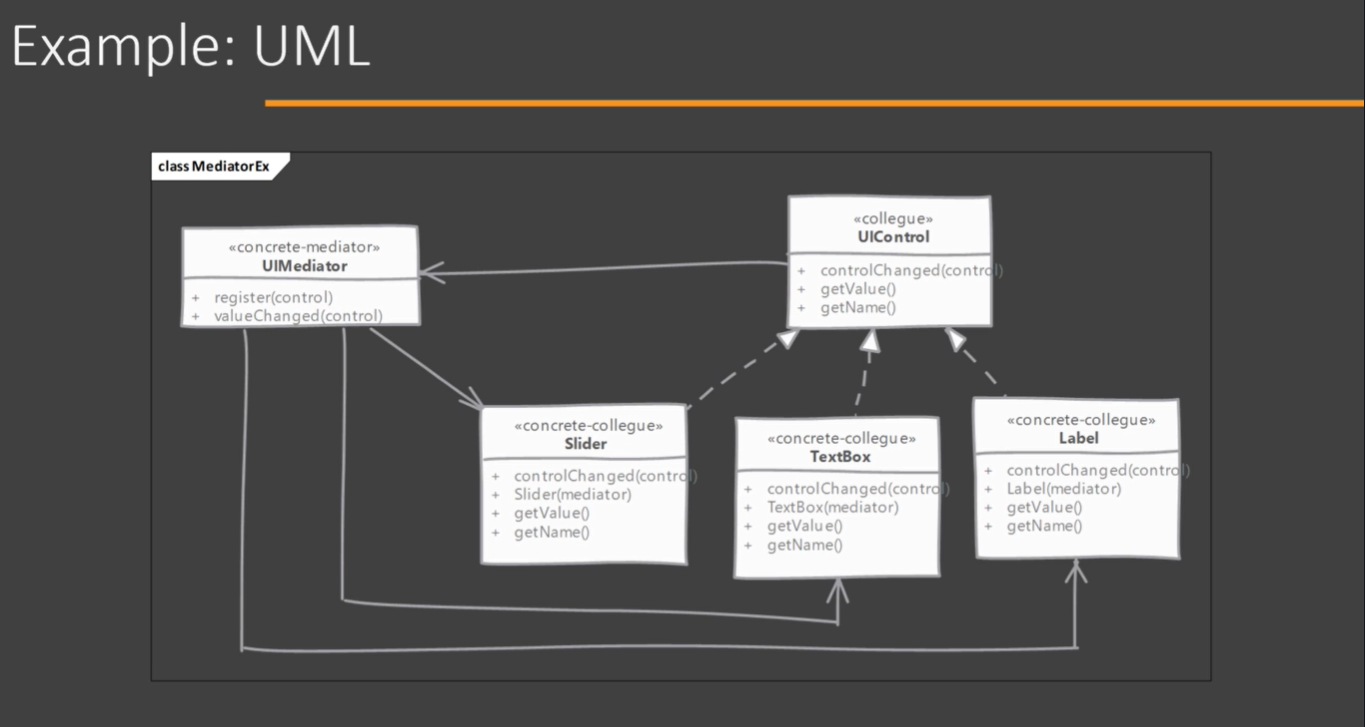 Example: UML
class MediatorEx
«concrete-mediator»
UIMediator
+ register(control)
+ valueChanged(control)
«collegue»
UIControl
+ controlChanged(control)
+ getValue()
+ getName()
«concrete-collegue»
Slider
+ controlChanged(control)
+ Slider(mediator)
+ getValue()
+ getName()
«concrete-collegue»
TextBox
+ controlChanged(control)
+ TextBox(mediator)
+ getValue()
+ getName()
«concrete-collegue»
Label
+ controlChanged(control)
+ Label(mediator)
+ getValue()
+ getName()